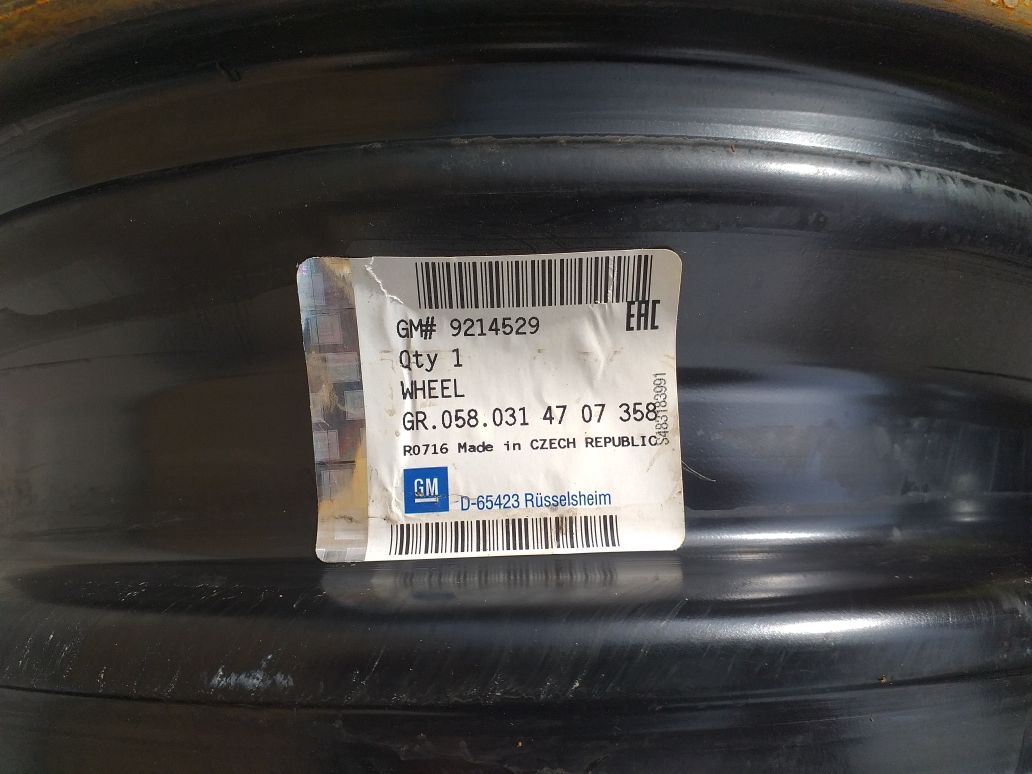 EAC
GM# 9214529
Qty 1
WHEEL
GR.058.031 47 07 358
R0716 Made in CZECH REPUBLIC
S483183991
GM
D-65423 Rüsselsheim